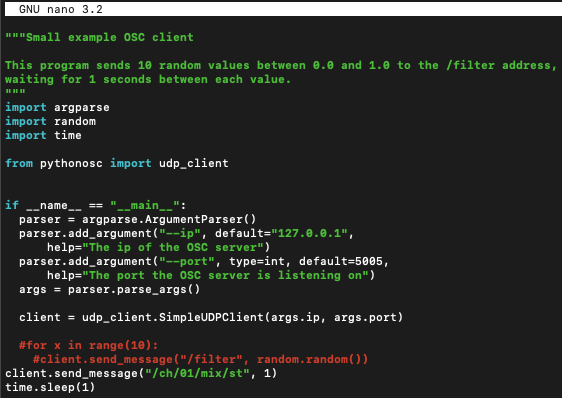 GNU nano 3.2
"""Small example OSC client
This program sends 10 random values between 0.0 and 1.0 to the /filter address,
waiting for 1 seconds between each value.
"""
import argparse
import random
import time
from pythonosc import udp_client
if __name__ == "__main__":
  parser = argparse.ArgumentParser()
  parser.add_argument("--ip", default="127.0.0.1",
      help="The ip of the OSC server")
  parser.add_argument("--port", type=int, default=5005,
      help="The port the OSC server is listening on")
  args = parser.parse_args()
  client = udp_client.SimpleUDPClient(args.ip, args.port)
  #for x in range(10):
    #client.send_message("/filter", random.random())
client.send_message("/ch/01/mix/st", 1)
time.sleep(1)